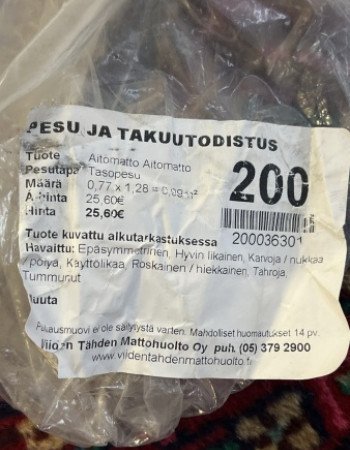 PESU JA TAKUUTODISTUS
Tuote Aitomatto Aitomatto
Pesutapa Tasopesu
Määrä 0,77 x 1,28 = 0,99 m²
A-hinta 25,60€
Hinta 25,60€
200
200036301
Tuote kuvattu alkutarkastuksessa
Havaittu: Epäsymmetrinen, Hyvin likainen, Karvoja / nukkaa
/ pölyä, Käyttölikaa, Roskainen / hiekkainen, Tahroja,
Tummunut
Muuta
Pakkausmuovi ei ole säilytystä varten. Mahdolliset huomautukset 14 pv.
Viiden Tähden Mattohuolto Oy puh. (05) 379 2900
www.viidentahdenmattohuolto.fi